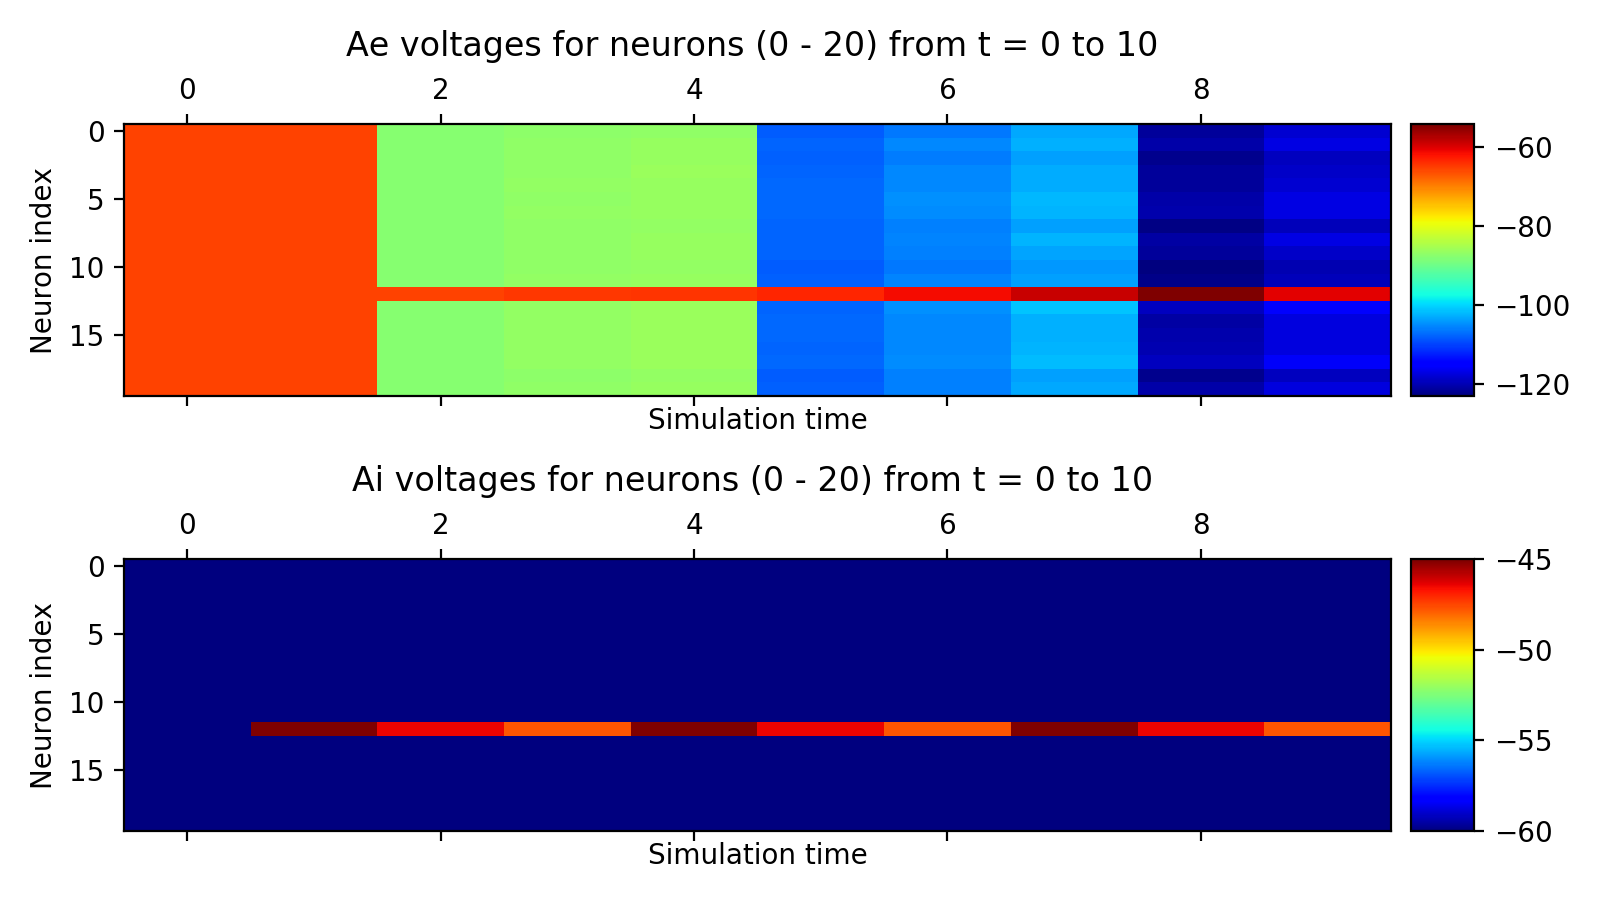 Ae voltages for neurons (0 - 20) from t = 0 to 10
0 2 4 6 8
Neuron index
0
5
10
15
−60
−80
−100
−120
Simulation time
Ai voltages for neurons (0 - 20) from t = 0 to 10
0 2 4 6 8
Neuron index
0
5
10
15
−45
−50
−55
−60
Simulation time